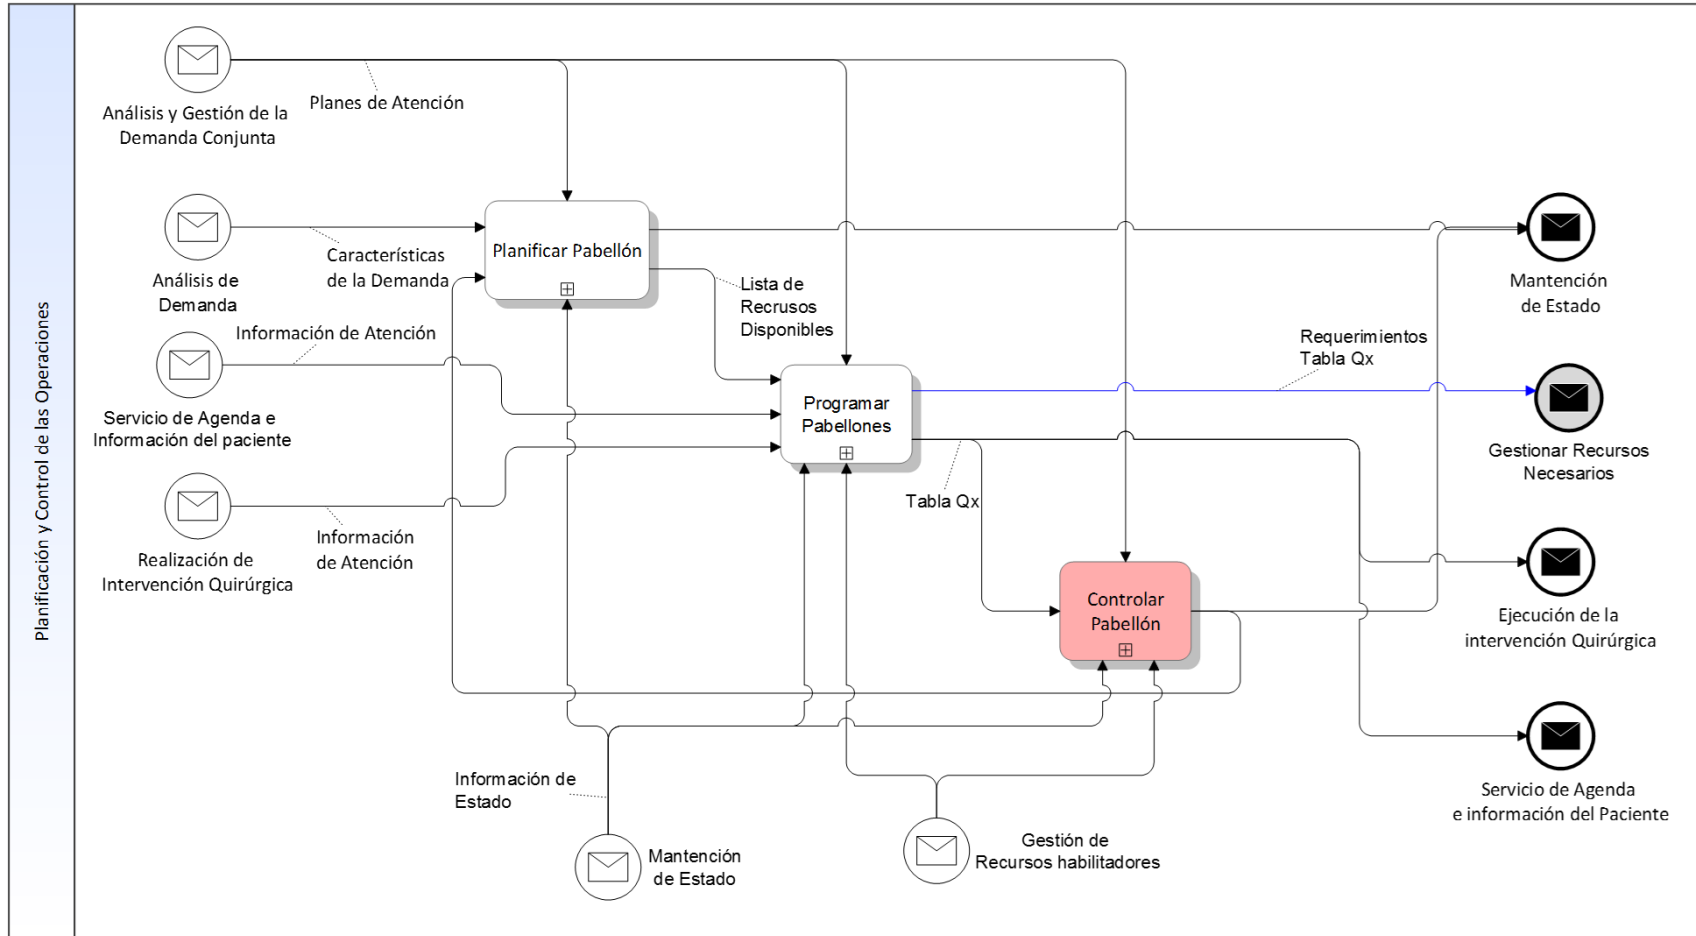 Planificación y Control de las Operaciones
Análisis y Gestión de la
Demanda Conjunta
Planes de Atención
Análisis de
Demanda
Características
de la Demanda
Planificar Pabellón
Lista de
Recrusos
Disponibles
Mantención
de Estado
Información de Atención
Servicio de Agenda e
Información del paciente
Programar
Pabellones
Requerimientos
Tabla Qx
Gestionar Recursos
Necesarios
Tabla Qx
Información
de Atención
Realización de
Intervención Quirúrgica
Controlar
Pabellón
Ejecución de la
intervención Quirúrgica
Información de
Estado
Servicio de Agenda
e información del Paciente
Mantención
de Estado
Gestión de
Recursos habilitadores